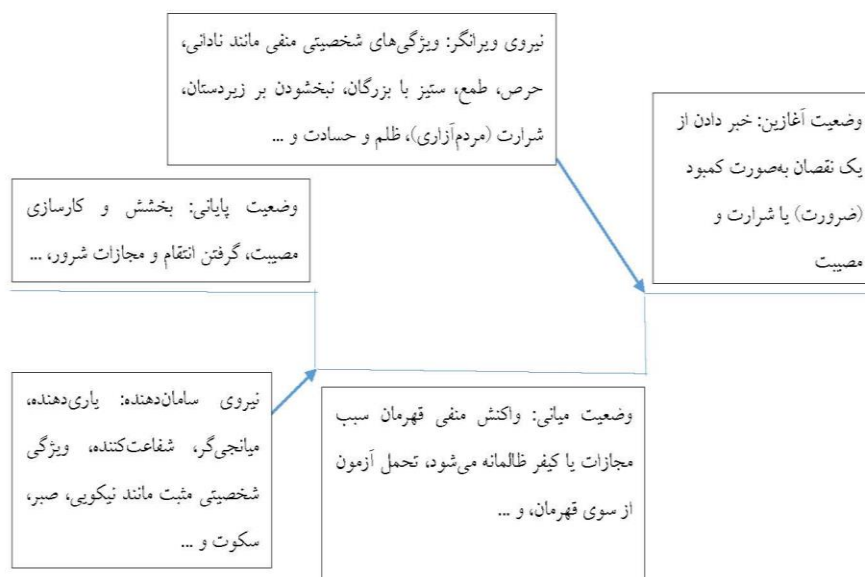 نیروی ویرانگر: ویژگی‌های شخصیتی منفی مانند نادانی،
حرص، طمع، ستیز با بزرگان، نبخشودن بر زیردستان،
شرارت (مردم‌آزاری)، ظلم و حسادت و ...
وضعیت آغازین: خبر دادن از
یک نقصان به‌صورت کمبود
(ضرورت) یا شرارت و
مصیبت
وضعیت پایانی: بخشش و کارسازی
مصیبت، گرفتن انتقام و مجازات شرور، ...
وضعیت میانی: واکنش منفی قهرمان سبب
مجازات یا کیفر ظالمانه می‌شود، تحمل آزمون
از سوی قهرمان، و ...
نیروی سامان‌دهنده: یاری‌دهنده،
میانجی‌گر، شفاعت‌کننده، ویژگی
شخصیتی مثبت مانند نیکویی، صبر،
سکوت و ...